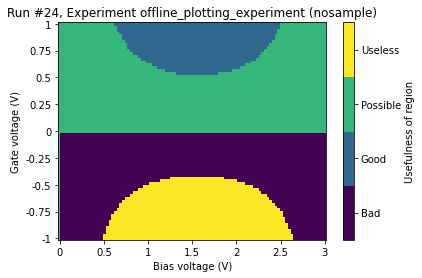 Run #24, Experiment offline_plotting_experiment (nosample)
1
0.75
0.5
0.25
0
-0.25
-0.5
-0.75
-1
Gate voltage (V)
0
0.5
1
1.5
2
2.5
3
Bias voltage (V)
Useless
Possible
Good
Bad
Usefulness of region